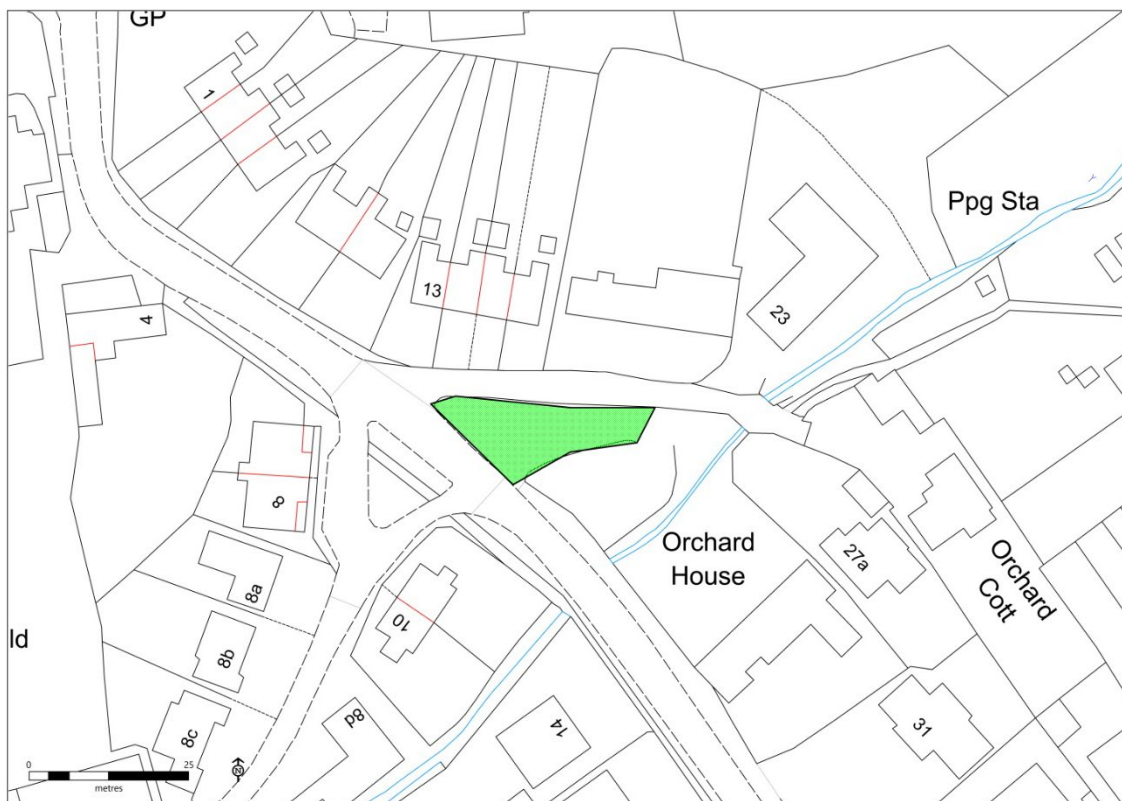 GP
1
Ppg Sta
13
23
4
8
Orchard
House
27a
Orchard
Cott
8a
10
ld
8b
8c
8d
14
31
0
25
metres
N